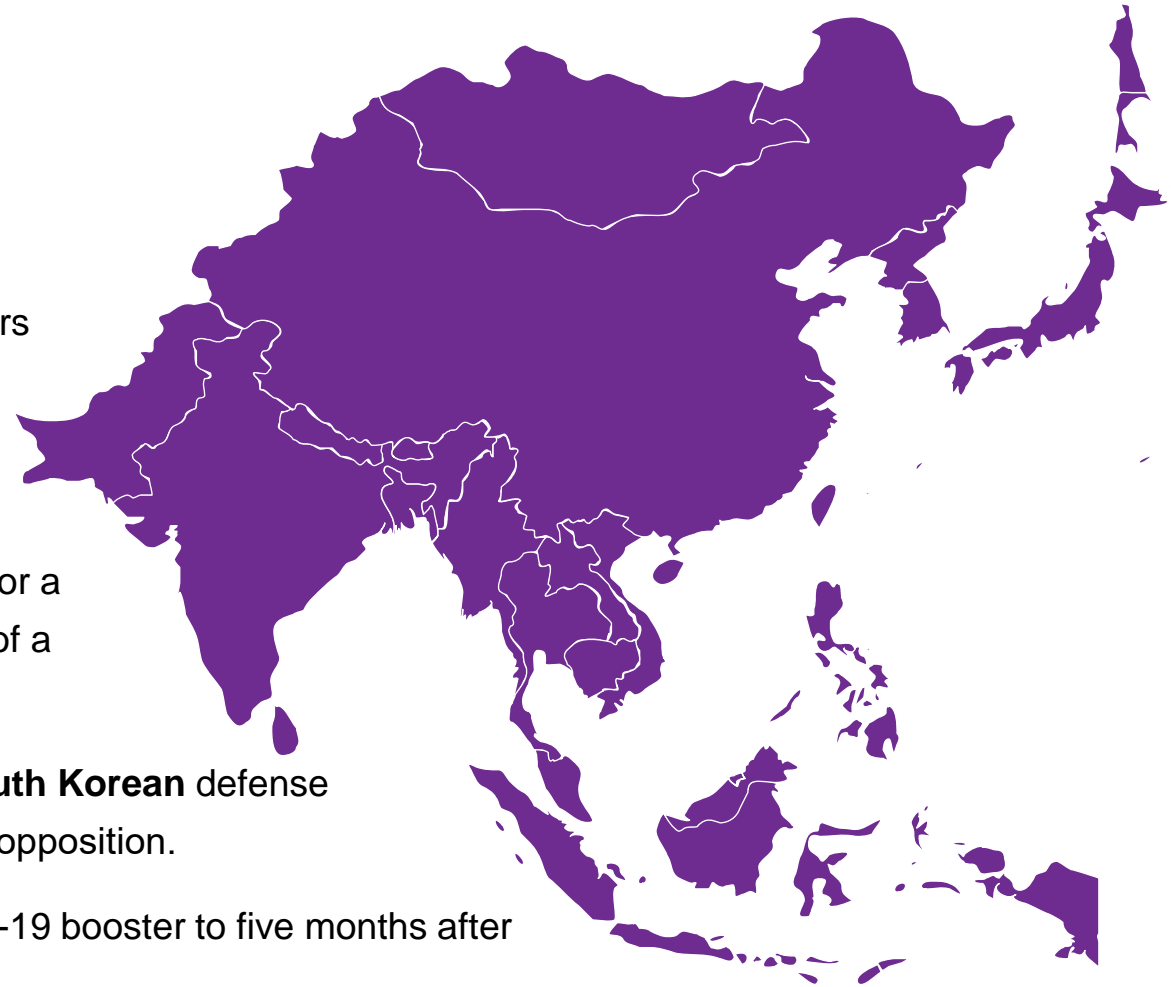 rs
or a
of a
uth Korean defense
opposition.
-19 booster to five months after